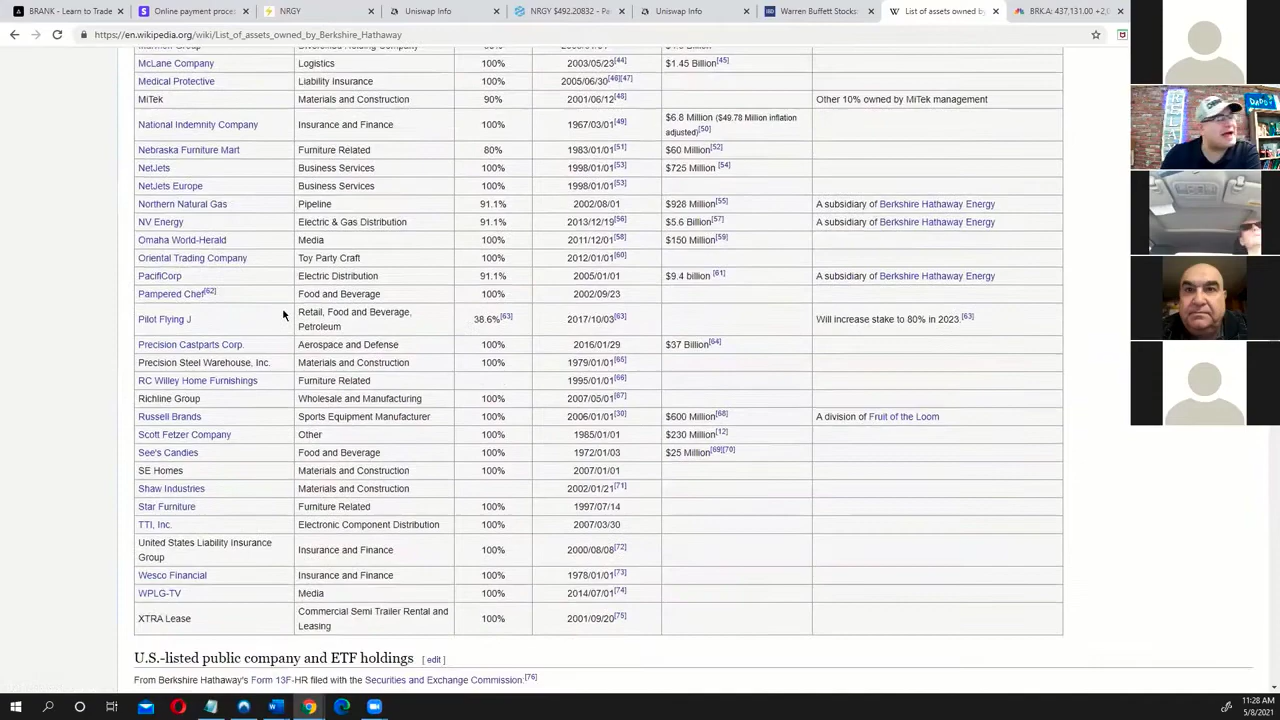 BRANK - Learn to Trade
Online payment proces
NRGY
Uniswap Info
NRGY $492.20832 - Pa
Uniswap Info
Warren Buffett Stocks
List of assets owned by
BRK.A: 437,131.00 +2,0
https://en.wikipedia.org/wiki/List_of_assets_owned_by_Berkshire_Hathaway
McLane Company Logistics 100% 2003/05/23[44] $1.45 Billion[45]
Medical Protective Liability Insurance 100% 2005/06/30[46][47]
MiTek Materials and Construction 90% 2001/06/12[48] Other 10% owned by MiTek management
National Indemnity Company Insurance and Finance 100% 1967/03/01[49] $6.8 Million ($49.78 Million inflation
adjusted)[50]
Nebraska Furniture Mart Furniture Related 80% 1983/01/01[51] $60 Million[52]
NetJets Business Services 100% 1998/01/01[53] $725 Million [54]
NetJets Europe Business Services 100% 1998/01/01[53]
Northern Natural Gas Pipeline 91.1% 2002/08/01 $928 Million[55] A subsidiary of Berkshire Hathaway Energy
NV Energy Electric & Gas Distribution 91.1% 2013/12/19[56] $5.6 Billion[57] A subsidiary of Berkshire Hathaway Energy
Omaha World-Herald Media 100% 2011/12/01[58] $150 Million[59]
Oriental Trading Company Toy Party Craft 100% 2012/01/01[60]
PacifiCorp Electric Distribution 91.1% 2005/01/01 $9.4 billion [61] A subsidiary of Berkshire Hathaway Energy
Pampered Chef[62] Food and Beverage 100% 2002/09/23
Pilot Flying J Retail, Food and Beverage,
Petroleum 38.6%[63] 2017/10/03[63] Will increase stake to 80% in 2023.[63]
Precision Castparts Corp. Aerospace and Defense 100% 2016/01/29 $37 Billion[64]
Precision Steel Warehouse, Inc. Materials and Construction 100% 1979/01/01[65]
RC Willey Home Furnishings Furniture Related 1995/01/01[66]
Richline Group Wholesale and Manufacturing 100% 2007/05/01[67]
Russell Brands Sports Equipment Manufacturer 100% 2006/01/01[30] $600 Million[68] A division of Fruit of the Loom
Scott Fetzer Company Other 100% 1985/01/01 $230 Million[12]
See's Candies Food and Beverage 100% 1972/01/03 $25 Million[69][70]
SE Homes Materials and Construction 100% 2007/01/01
Shaw Industries Materials and Construction 2002/01/21[71]
Star Furniture Furniture Related 100% 1997/07/14
TTI, Inc. Electronic Component Distribution 100% 2007/03/30
United States Liability Insurance
Group Insurance and Finance 100% 2000/08/08[72]
Wesco Financial Insurance and Finance 100% 1978/01/01[73]
WPLG-TV Media 100% 2014/07/01[74]
XTRA Lease Commercial Semi Trailer Rental and
Leasing 100% 2001/09/20[75]
U.S.-listed public company and ETF holdings [ edit ]
From Berkshire Hathaway's Form 13F-HR filed with the Securities and Exchange Commission:[76]
DADDY
11:28 AM
5/8/2021